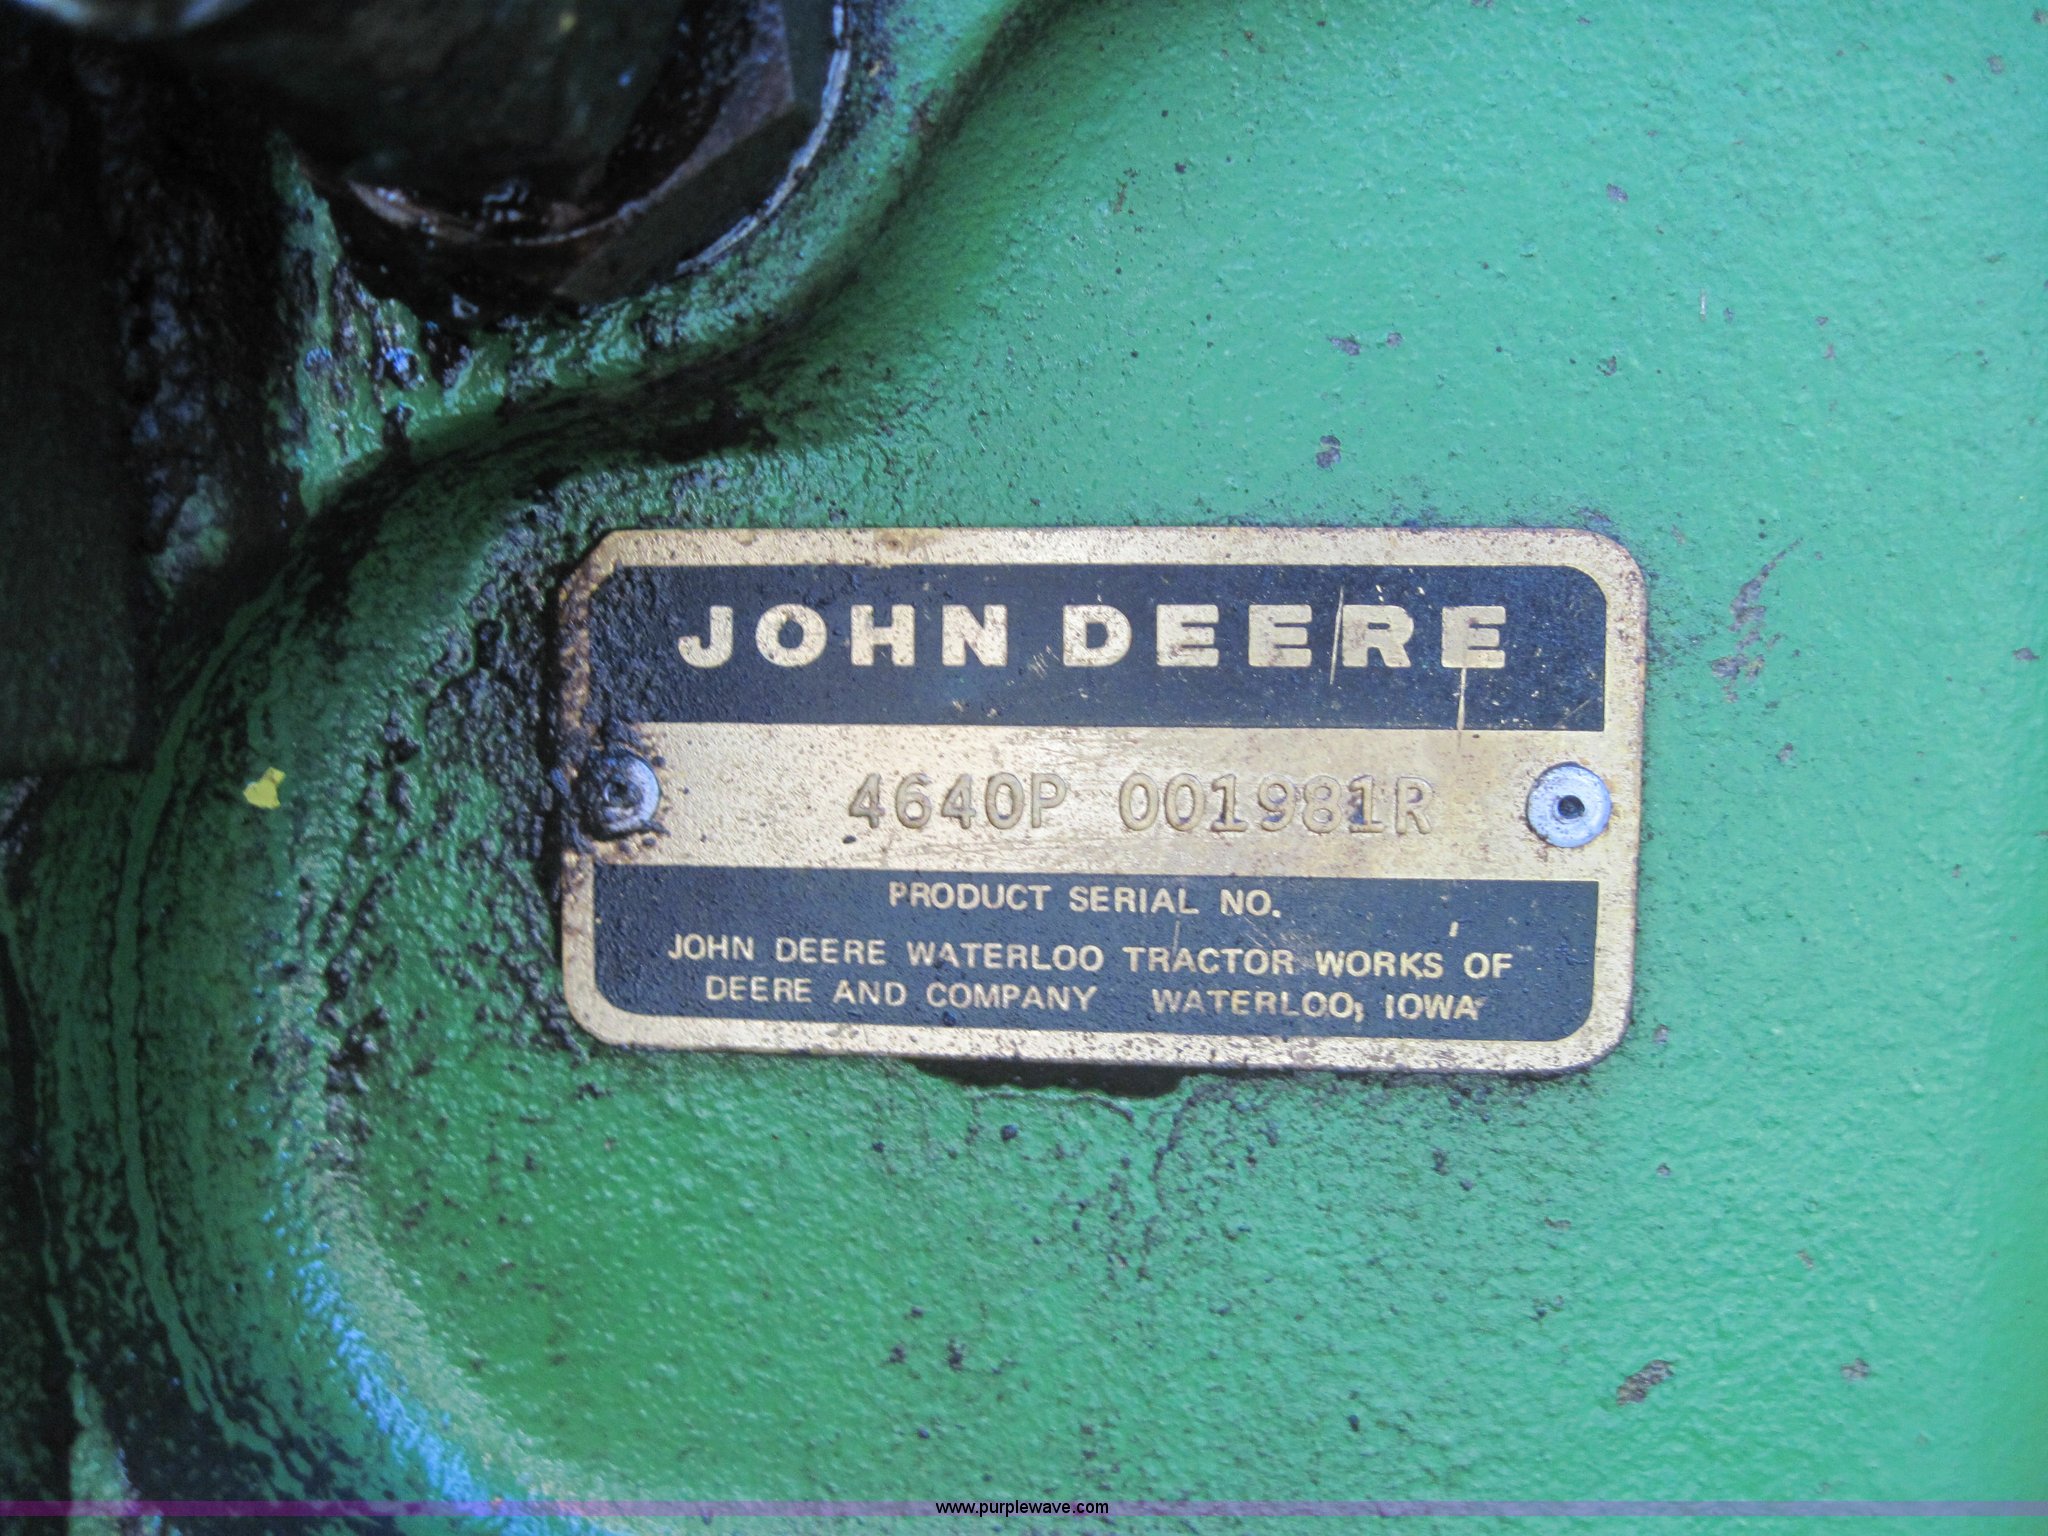 JOHN DEERE
4640P 001981R
PRODUCT SERIAL NO.
JOHN DEERE WATERLOO TRACTOR WORKS OF
DEERE AND COMPANY WATERLOO, IOWA
www.purplewave.com